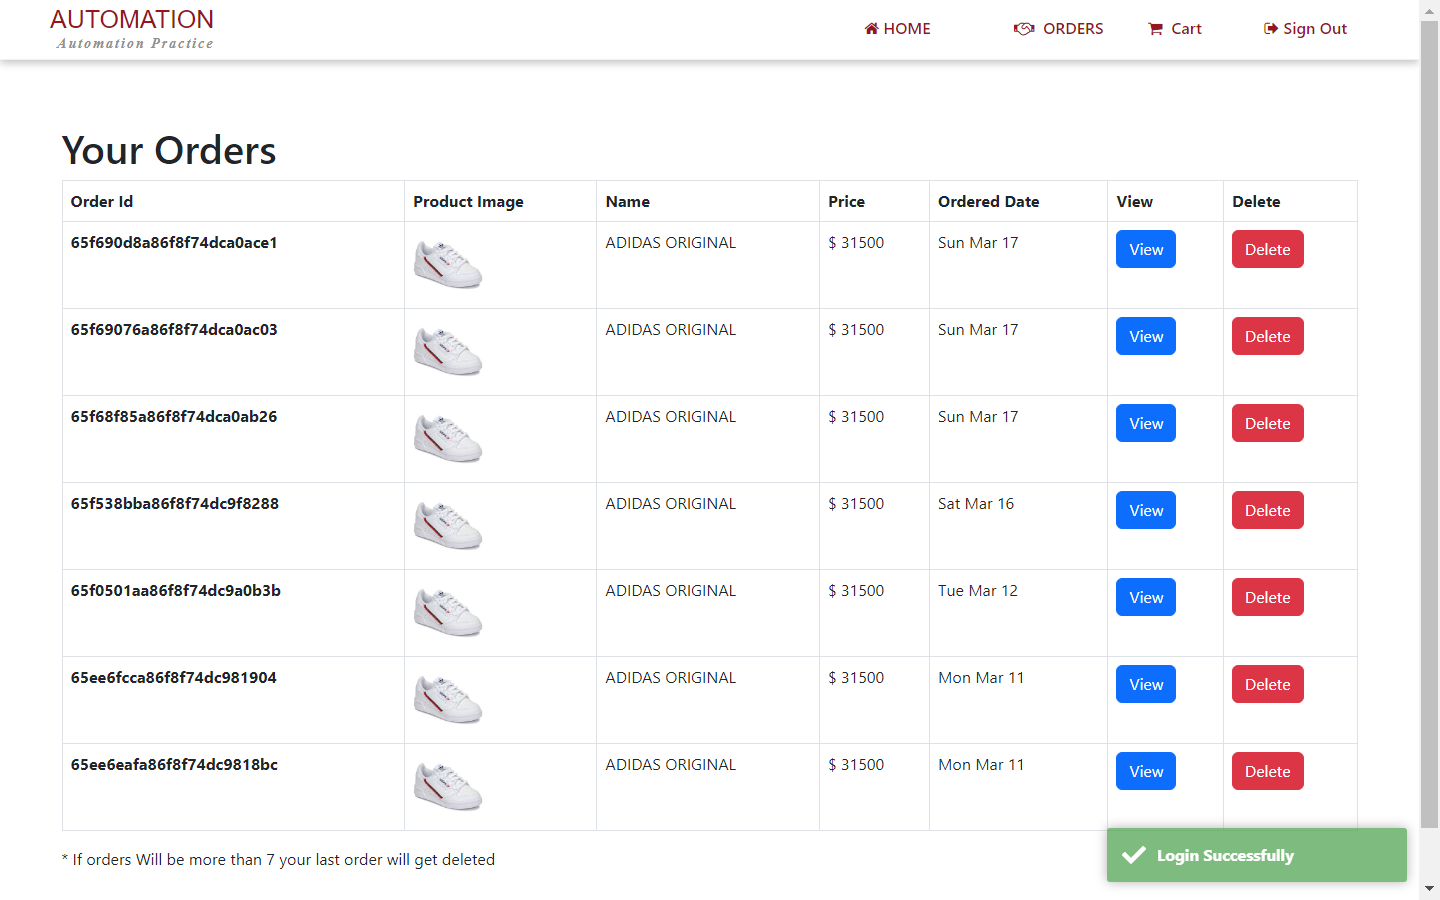 AUTOMATION
Automation Practice
HOME
ORDERS
Cart
Sign Out
Your Orders
Order Id Product Image Name Price Ordered Date View Delete
65f690d8a86f8f74dca0ace1 ADIDAS ORIGINAL $ 31500 Sun Mar 17 View Delete
65f69076a86f8f74dca0ac03 ADIDAS ORIGINAL $ 31500 Sun Mar 17 View Delete
65f68f85a86f8f74dca0ab26 ADIDAS ORIGINAL $ 31500 Sun Mar 17 View Delete
65f538bba86f8f74dc9f8288 ADIDAS ORIGINAL $ 31500 Sat Mar 16 View Delete
65f0501aa86f8f74dc9a0b3b ADIDAS ORIGINAL $ 31500 Tue Mar 12 View Delete
65ee6fcca86f8f74dc981904 ADIDAS ORIGINAL $ 31500 Mon Mar 11 View Delete
65ee6eafa86f8f74dc9818bc ADIDAS ORIGINAL $ 31500 Mon Mar 11 View Delete
* If orders Will be more than 7 your last order will get deleted
Login Successfully